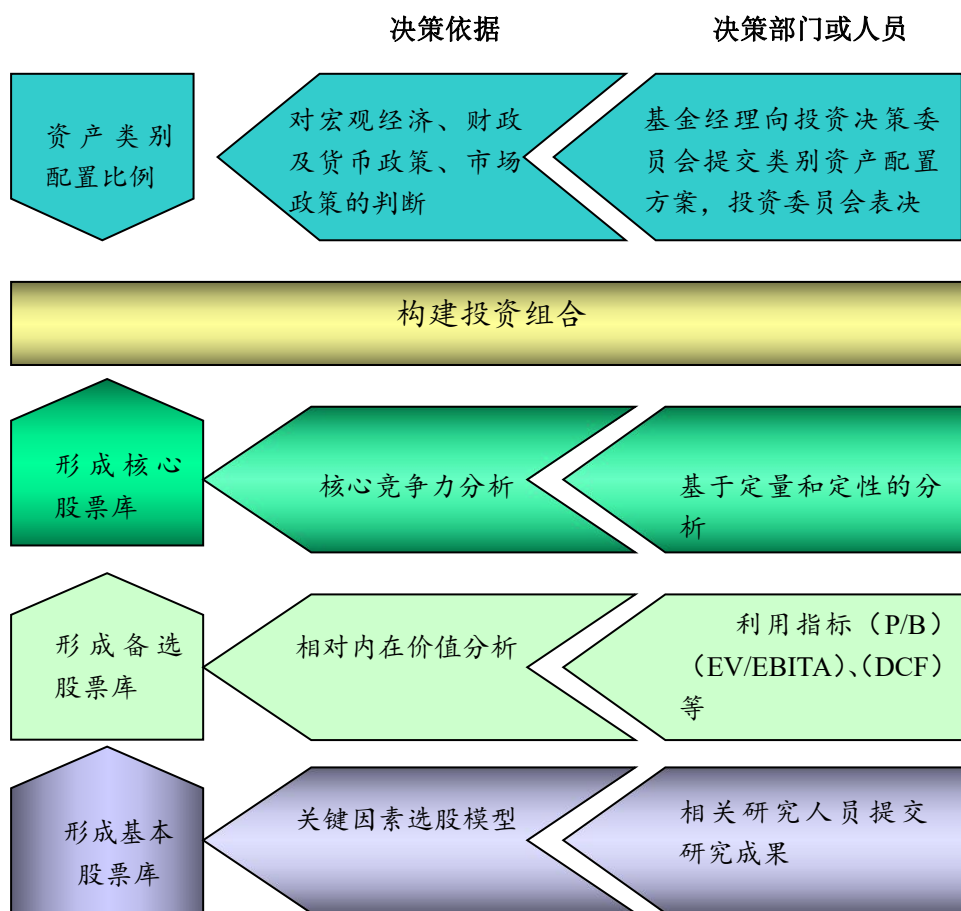 决策依据
决策部门或人员
资产类别
配置比例
对宏观经济、财政
及货币政策、市场
政策的判断
基金经理向投资决策委
员会提交类别资产配置
方案，投资委员会表决
构建投资组合
形成核心
股票库
核心竞争力分析
基于定量和定性的分
析
形成备选
股票库
相对内在价值分析
利用指标（P/B）
（EV/EBITA）、（DCF）
等
形成基本
股票库
关键因素选股模型
相关研究人员提交
研究成果